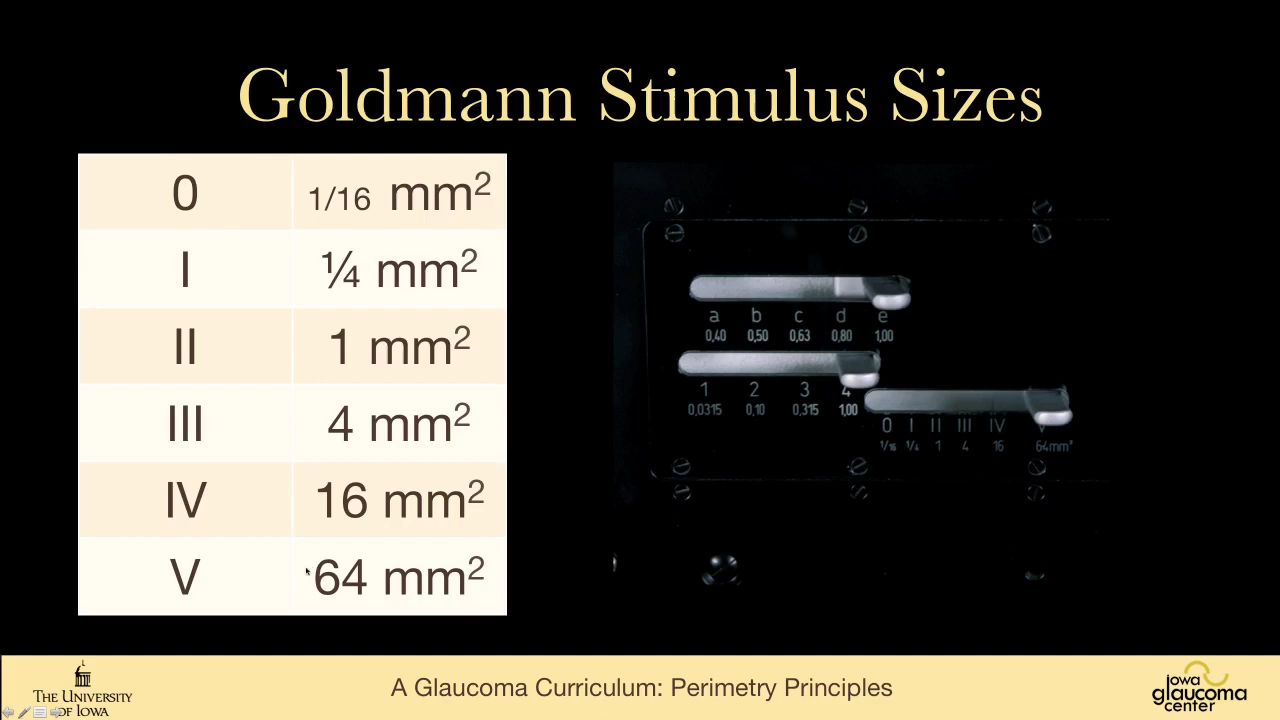 Goldmann Stimulus Sizes
0 1/16 mm²
I ¼ mm²
II 1 mm²
III 4 mm²
IV 16 mm²
V 64 mm²
a b c d e
0,40 0,50 0,63 0,80 1,00
1 2 3 4
0,0315 0,10 0,315 1,00
0 I II III IV V
1/16 1/4 1 4 16 64mm²
THE UNIVERSITY
OF IOWA
A Glaucoma Curriculum: Perimetry Principles
Iowa
glaucoma
center